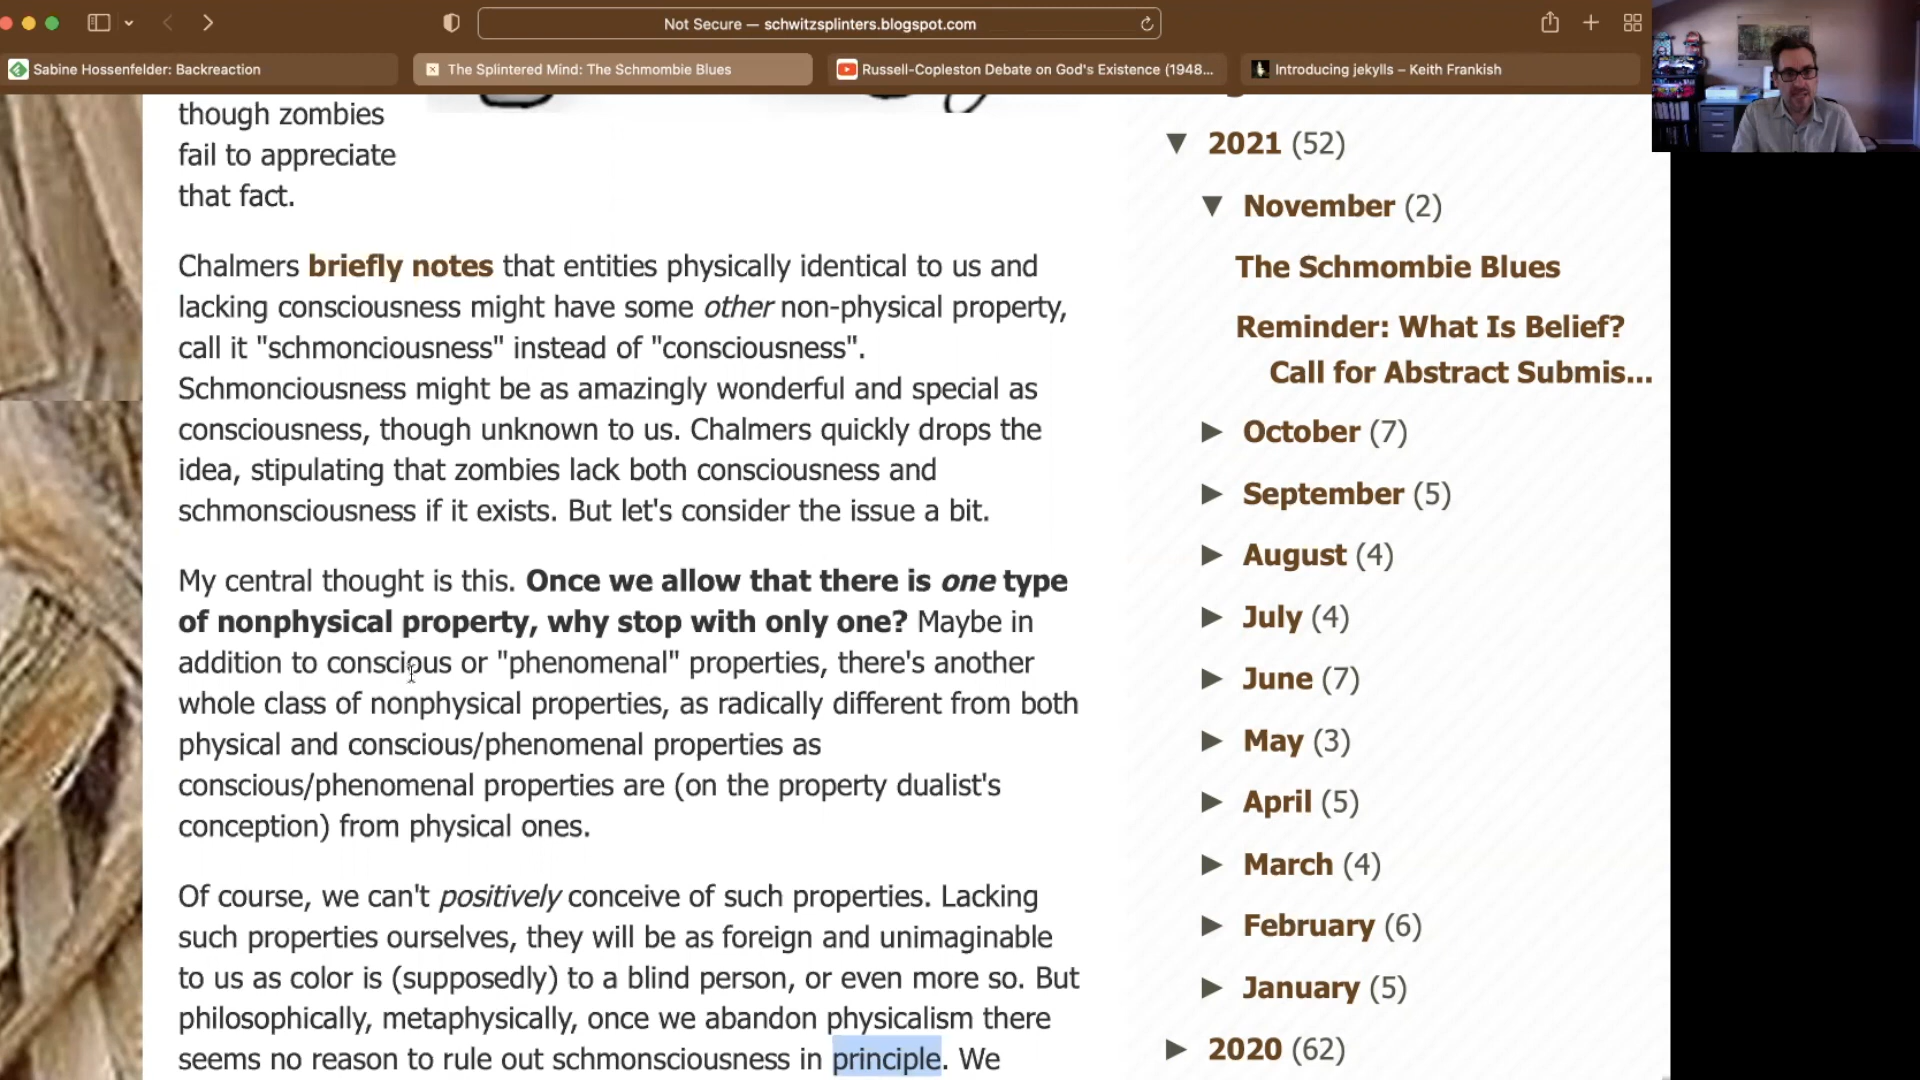 Not Secure — schwitzsplinters.blogspot.com
Sabine Hossenfelder: Backreaction
The Splintered Mind: The Schmombie Blues
Russell-Copleston Debate on God's Existence (1948...
Introducing jekylls – Keith Frankish
though zombies
fail to appreciate
that fact.
Chalmers briefly notes that entities physically identical to us and
lacking consciousness might have some other non-physical property,
call it "schmonciousness" instead of "consciousness".
Schmonciousness might be as amazingly wonderful and special as
consciousness, though unknown to us. Chalmers quickly drops the
idea, stipulating that zombies lack both consciousness and
schmonsciousness if it exists. But let's consider the issue a bit.
My central thought is this. Once we allow that there is one type
of nonphysical property, why stop with only one? Maybe in
addition to conscious or "phenomenal" properties, there's another
whole class of nonphysical properties, as radically different from both
physical and conscious/phenomenal properties as
conscious/phenomenal properties are (on the property dualist's
conception) from physical ones.
Of course, we can't positively conceive of such properties. Lacking
such properties ourselves, they will be as foreign and unimaginable
to us as color is (supposedly) to a blind person, or even more so. But
philosophically, metaphysically, once we abandon physicalism there
seems no reason to rule out schmonsciousness in principle. We
▼ 2021 (52)
▼ November (2)
The Schmombie Blues
Reminder: What Is Belief?
Call for Abstract Submis...
► October (7)
► September (5)
► August (4)
► July (4)
► June (7)
► May (3)
► April (5)
► March (4)
► February (6)
► January (5)
► 2020 (62)